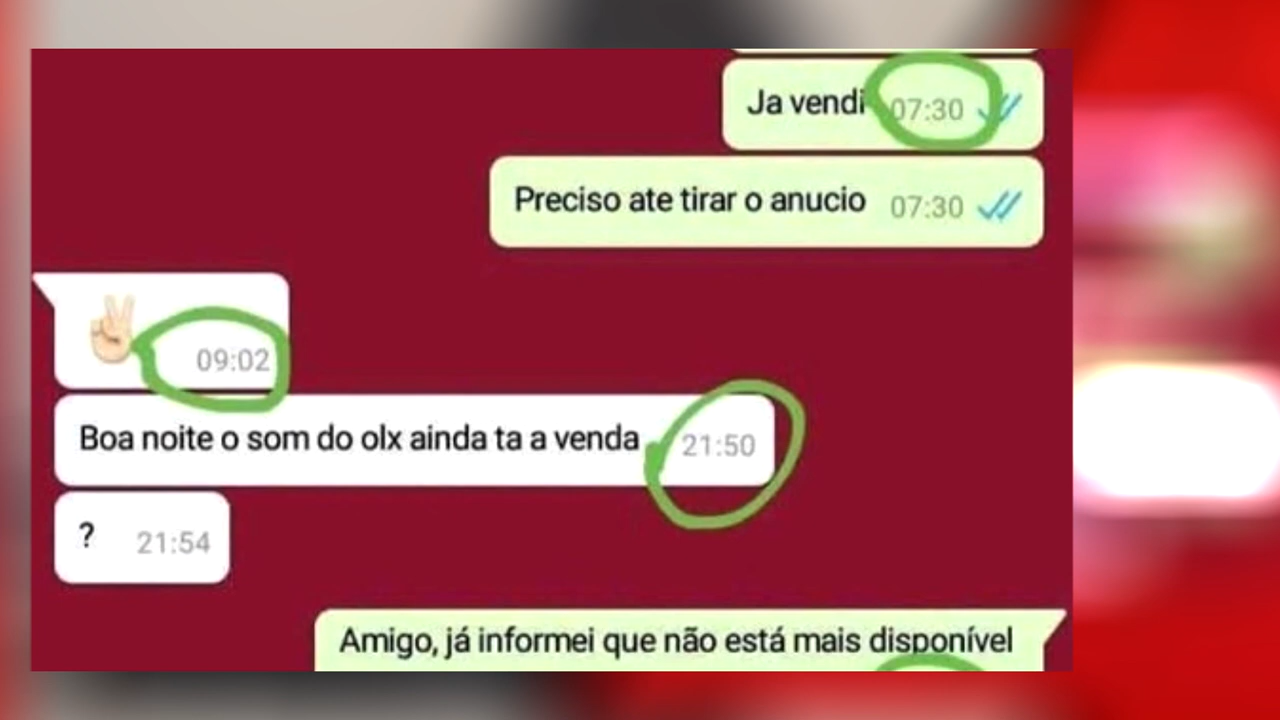 Ja vendi 07:30
Preciso ate tirar o anucio 07:30
09:02
Boa noite o som do olx ainda ta a venda 21:50
? 21:54
Amigo, já informei que não está mais disponível